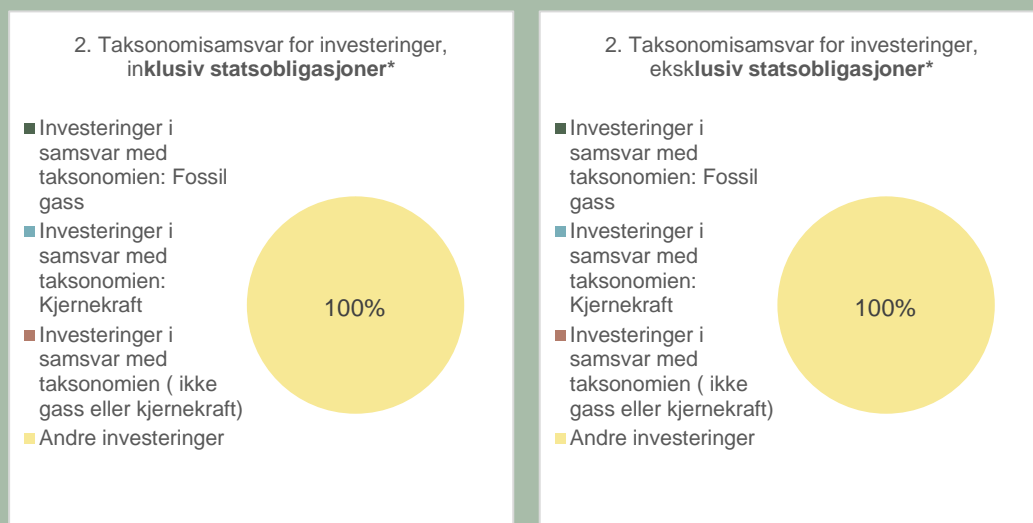 2. Taksonomisamsvar for investeringer,
inklusiv statsobligasjoner*
Investeringer i
samsvar med
taksonomien: Fossil
gass
Investeringer i
samsvar med
taksonomien:
Kjernekraft
Investeringer i
samsvar med
taksonomien ( ikke
gass eller kjernekraft)
Andre investeringer
100%
2. Taksonomisamsvar for investeringer,
eksklusiv statsobligasjoner*
Investeringer i
samsvar med
taksonomien: Fossil
gass
Investeringer i
samsvar med
taksonomien:
Kjernekraft
Investeringer i
samsvar med
taksonomien ( ikke
gass eller kjernekraft)
Andre investeringer
100%